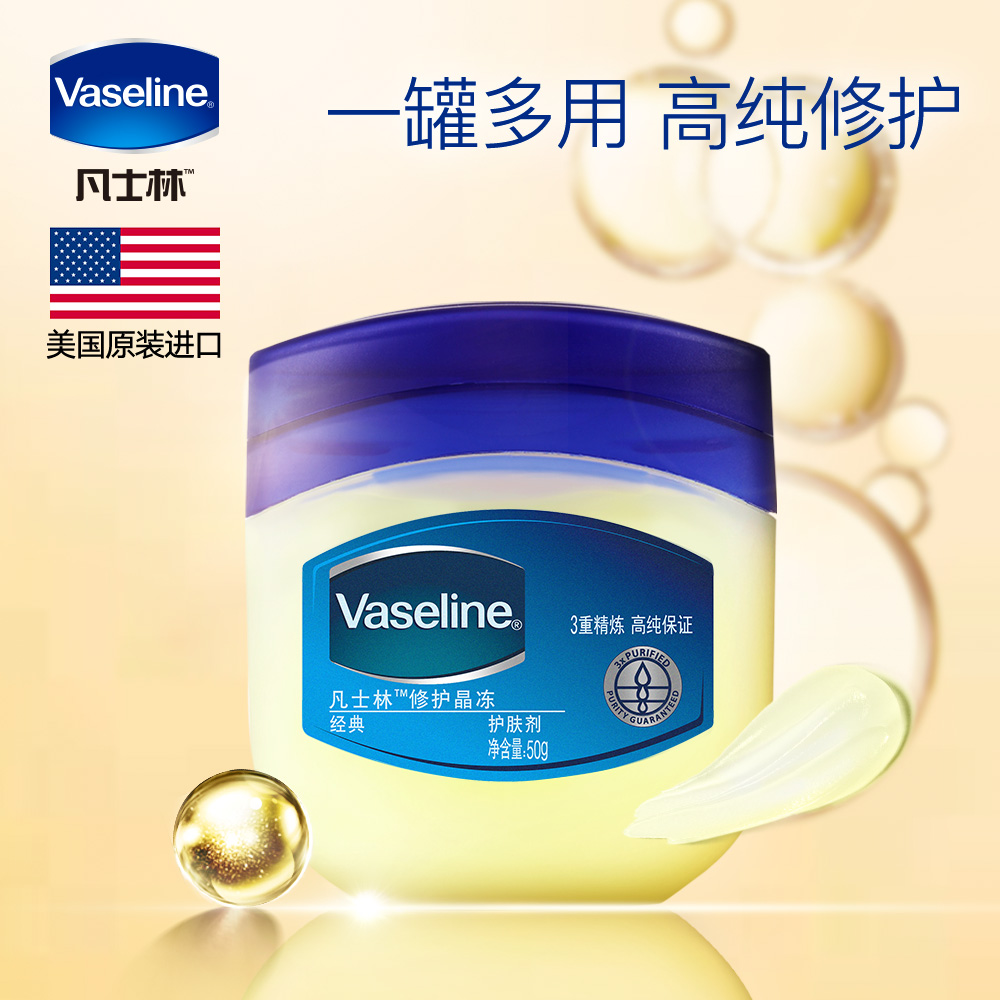 Vaseline®
凡士林™
一罐多用 高纯修护
美国原装进口
Vaseline®
3重精炼 高纯保证
3x PURIFIED
PURITY GUARANTEED
凡士林™修护晶冻
经典 护肤剂
净含量:50g